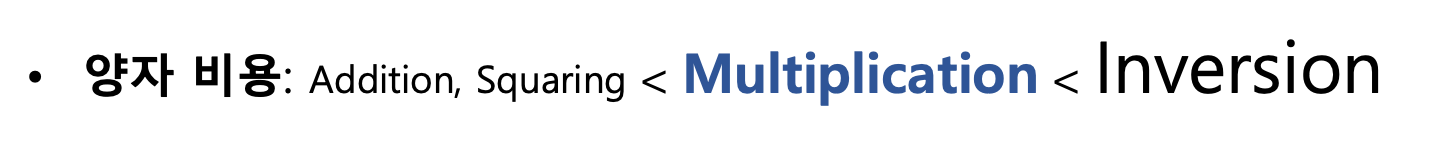 • 양자 비용: Addition, Squaring < Multiplication < Inversion